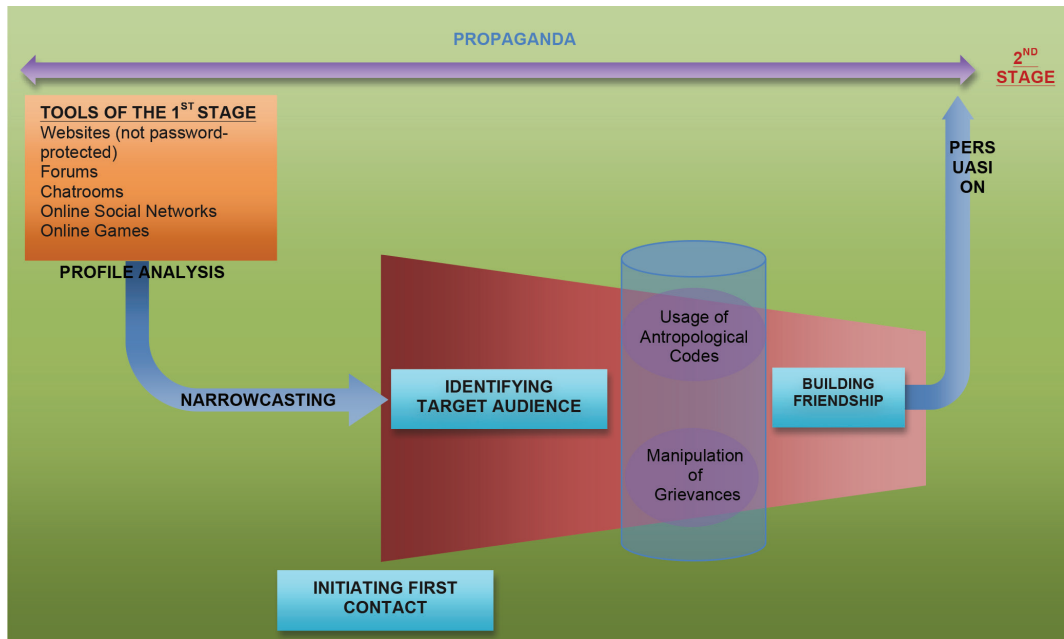 PROPAGANDA
2ND
STAGE
TOOLS OF THE 1ST STAGE
Websites (not password-
protected)
Forums
Chatrooms
Online Social Networks
Online Games
PROFILE ANALYSIS
PERS
UASI
ON
NARROWCASTING
IDENTIFYING
TARGET AUDIENCE
Usage of
Antropological
Codes
Manipulation
of
Grievances
BUILDING
FRIENDSHIP
INITIATING FIRST
CONTACT